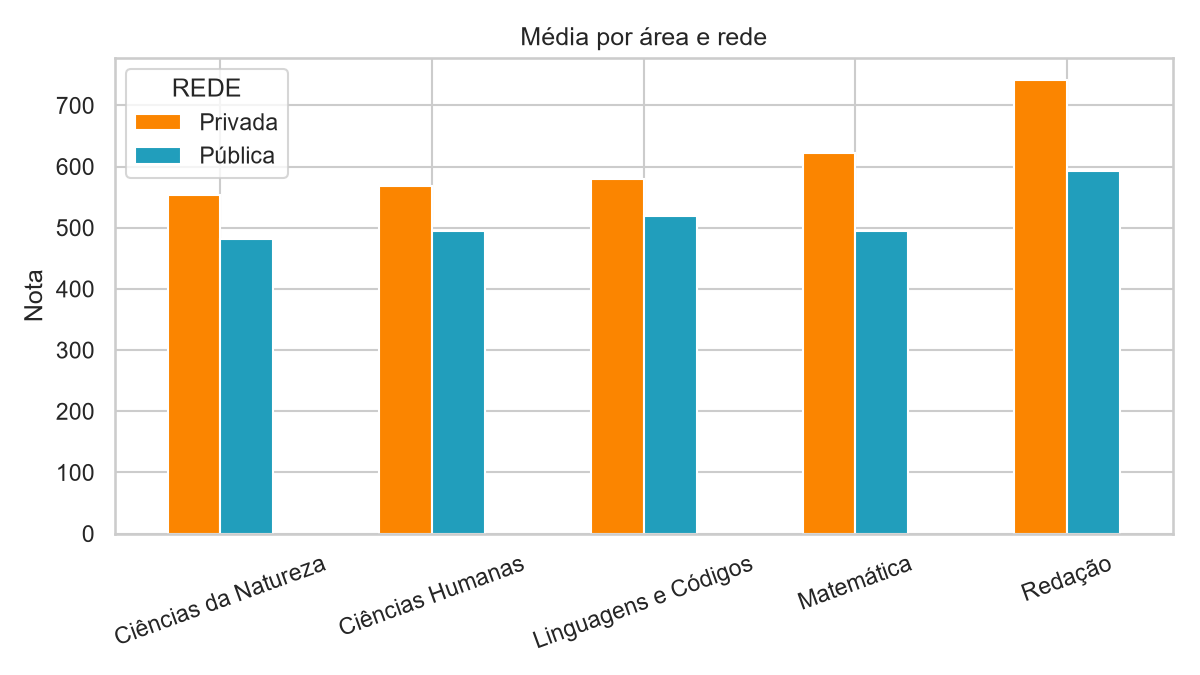 Média por área e rede
REDE
Privada
Pública
Nota
700
600
500
400
300
200
100
0
Ciências da Natureza
Ciências Humanas
Linguagens e Códigos
Matemática
Redação